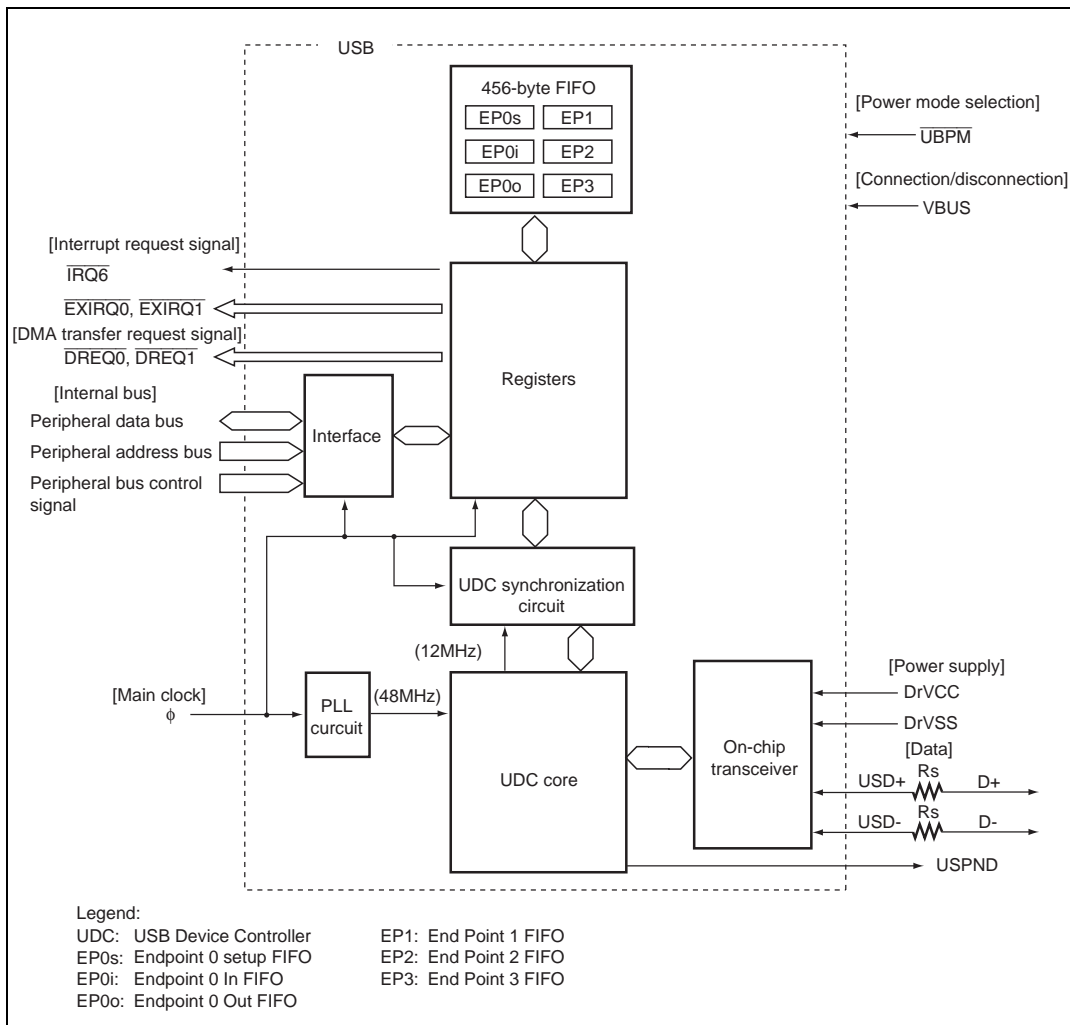 USB
456-byte FIFO
EP0s EP1
EP0i EP2
EP0o EP3
[Power mode selection]
UBPM
[Connection/disconnection]
VBUS
[Interrupt request signal]
IRQ6
EXIRQ0, EXIRQ1
[DMA transfer request signal]
DREQ0, DREQ1
[Internal bus]
Peripheral data bus
Peripheral address bus
Peripheral bus control
signal
Interface
Registers
UDC synchronization
circuit
(12MHz)
[Main clock]
ϕ
PLL
curcuit
(48MHz)
UDC core
On-chip
transceiver
[Power supply]
DrVCC
DrVSS
[Data]
USD+ Rs D+
USD- Rs D-
USPND
Legend:
UDC: USB Device Controller
EP0s: Endpoint 0 setup FIFO
EP0i: Endpoint 0 In FIFO
EP0o: Endpoint 0 Out FIFO
EP1: End Point 1 FIFO
EP2: End Point 2 FIFO
EP3: End Point 3 FIFO